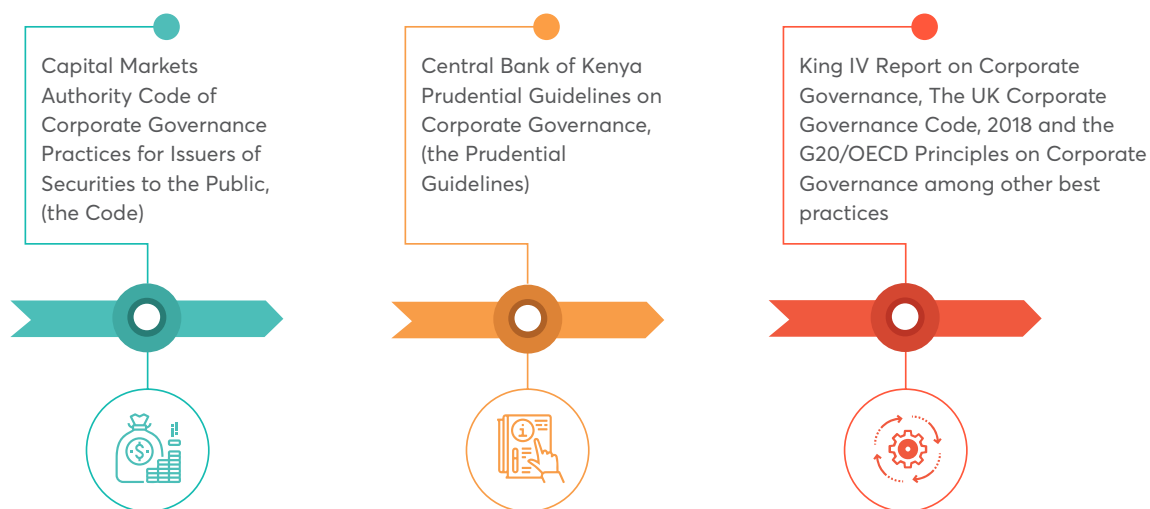 Capital Markets
Authority Code of
Corporate Governance
Practices for Issuers of
Securities to the Public,
(the Code)
Central Bank of Kenya
Prudential Guidelines on
Corporate Governance,
(the Prudential
Guidelines)
King IV Report on Corporate
Governance, The UK Corporate
Governance Code, 2018 and the
G20/OECD Principles on Corporate
Governance among other best
practices